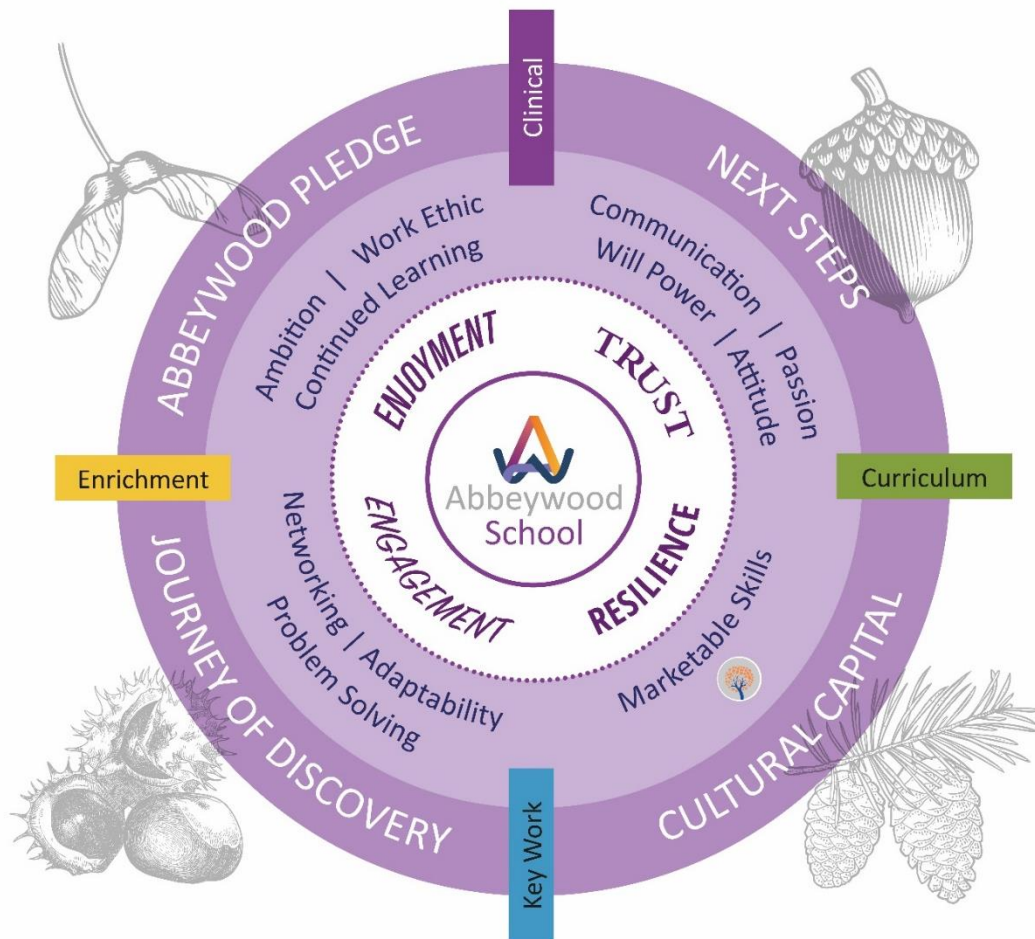 Clinical
ABBEYWOOD PLEDGE
NEXT STEPS
Ambition | Work Ethic
Continued Learning
Communication | Passion
Will Power | Attitude
ENJOYMENT
TRUST
Enrichment
Abbeywood
School
Curriculum
ENGAGEMENT
RESILIENCE
Networking | Adaptability
Problem Solving
Marketable Skills
JOURNEY OF DISCOVERY
CULTURAL CAPITAL
Key Work